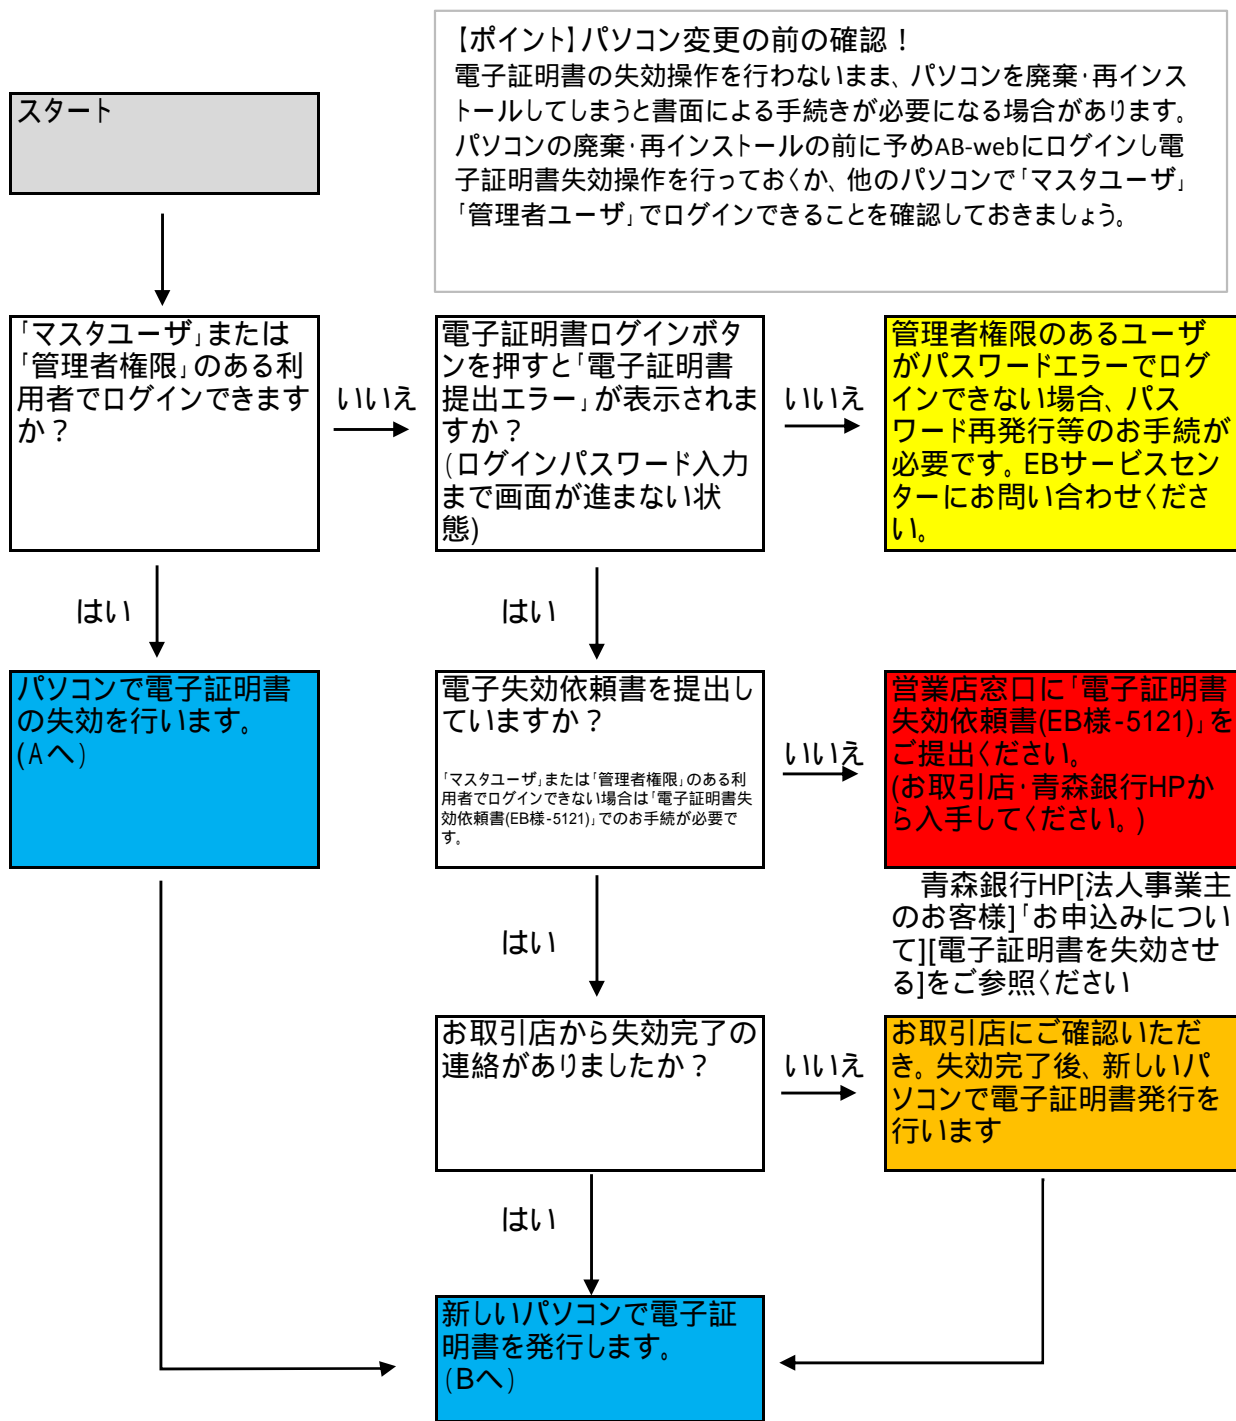 【ポイント】パソコン変更の前の確認！
電子証明書の失効操作を行わないまま、パソコンを廃棄・再インス
トールしてしまうと書面による手続きが必要になる場合があります。
パソコンの廃棄・再インストールの前に予めAB-webにログインし電
子証明書失効操作を行っておくか、他のパソコンで「マスタユーザ」
「管理者ユーザ」でログインできることを確認しておきましょう。
スタート
「マスタユーザ」または
「管理者権限」のある利
用者でログインできます
か？
いいえ
電子証明書ログインボタ
ンを押すと「電子証明書
提出エラー」が表示されま
すか？
(ログインパスワード入力
まで画面が進まない状
態)
いいえ
管理者権限のあるユーザ
がパスワードエラーでログ
インできない場合、パス
ワード再発行等のお手続が
必要です。EBサービスセン
ターにお問い合わせくださ
い。
はい
はい
パソコンで電子証明書
の失効を行います。
(Aへ)
電子失効依頼書を提出し
ていますか？
「マスタユーザ」または「管理者権限」のある利
用者でログインできない場合は「電子証明書失
効依頼書(EB様-5121)」でのお手続が必要で
す。
いいえ
営業店窓口に「電子証明書
失効依頼書(EB様-5121)」を
ご提出ください。
(お取引店・青森銀行HPか
ら入手してください。)
青森銀行HP[法人事業主
のお客様]「お申込みについ
て][電子証明書を失効させ
る]をご参照ください
はい
お取引店から失効完了の
連絡がありましたか？
いいえ
お取引店にご確認いただ
き。失効完了後、新しいパ
ソコンで電子証明書発行を
行います
はい
新しいパソコンで電子証
明書を発行します。
(Bへ)